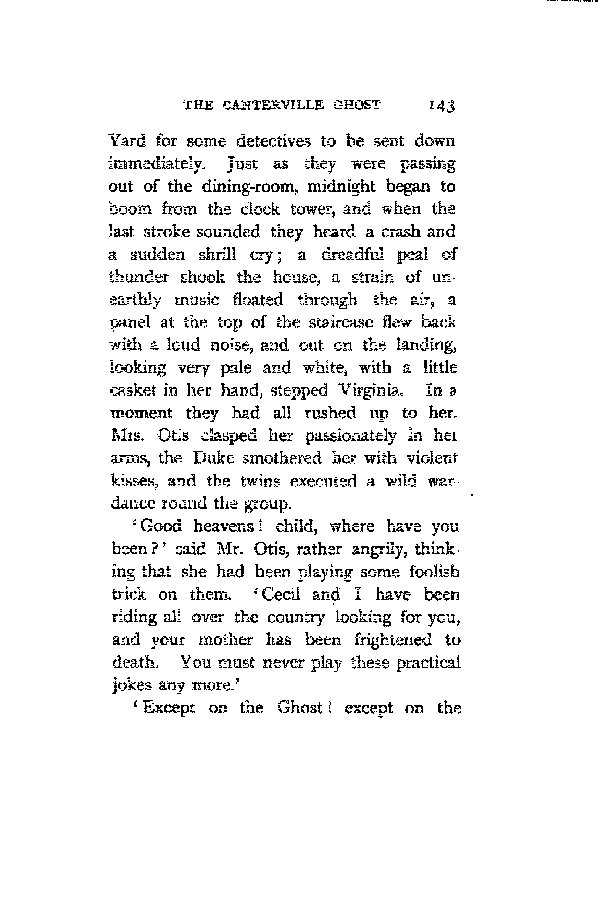 THE CANTERVILLE GHOST 143
Yard for some detectives to be sent down
immediately. Just as they were passing
out of the dining-room, midnight began to
boom from the clock tower, and when the
last stroke sounded they heard a crash and
a sudden shrill cry; a dreadful peal of
thunder shook the house, a strain of un-
earthly music floated through the air, a
panel at the top of the staircase flew back
with a loud noise, and out on the landing,
looking very pale and white, with a little
casket in her hand, stepped Virginia. In a
moment they had all rushed up to her.
Mrs. Otis clasped her passionately in her
arms, the Duke smothered her with violent
kisses, and the twins executed a wild war-
dance round the group.
‘Good heavens! child, where have you
been?’ said Mr. Otis, rather angrily, think-
ing that she had been playing some foolish
trick on them. ‘Cecil and I have been
riding all over the country looking for you,
and your mother has been frightened to
death. You must never play these practical
jokes any more.’
‘Except on the Ghost! except on the